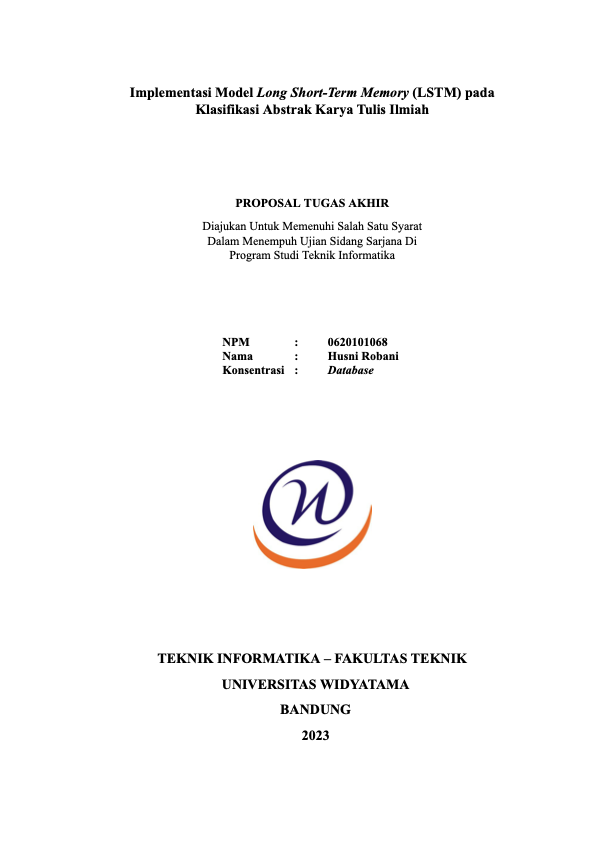 Implementasi Model Long Short-Term Memory (LSTM) pada
Klasifikasi Abstrak Karya Tulis Ilmiah
PROPOSAL TUGAS AKHIR
Diajukan Untuk Memenuhi Salah Satu Syarat
Dalam Menempuh Ujian Sidang Sarjana Di
Program Studi Teknik Informatika
NPM : 0620101068
Nama : Husni Robani
Konsentrasi : Database
TEKNIK INFORMATIKA – FAKULTAS TEKNIK
UNIVERSITAS WIDYATAMA
BANDUNG
2023